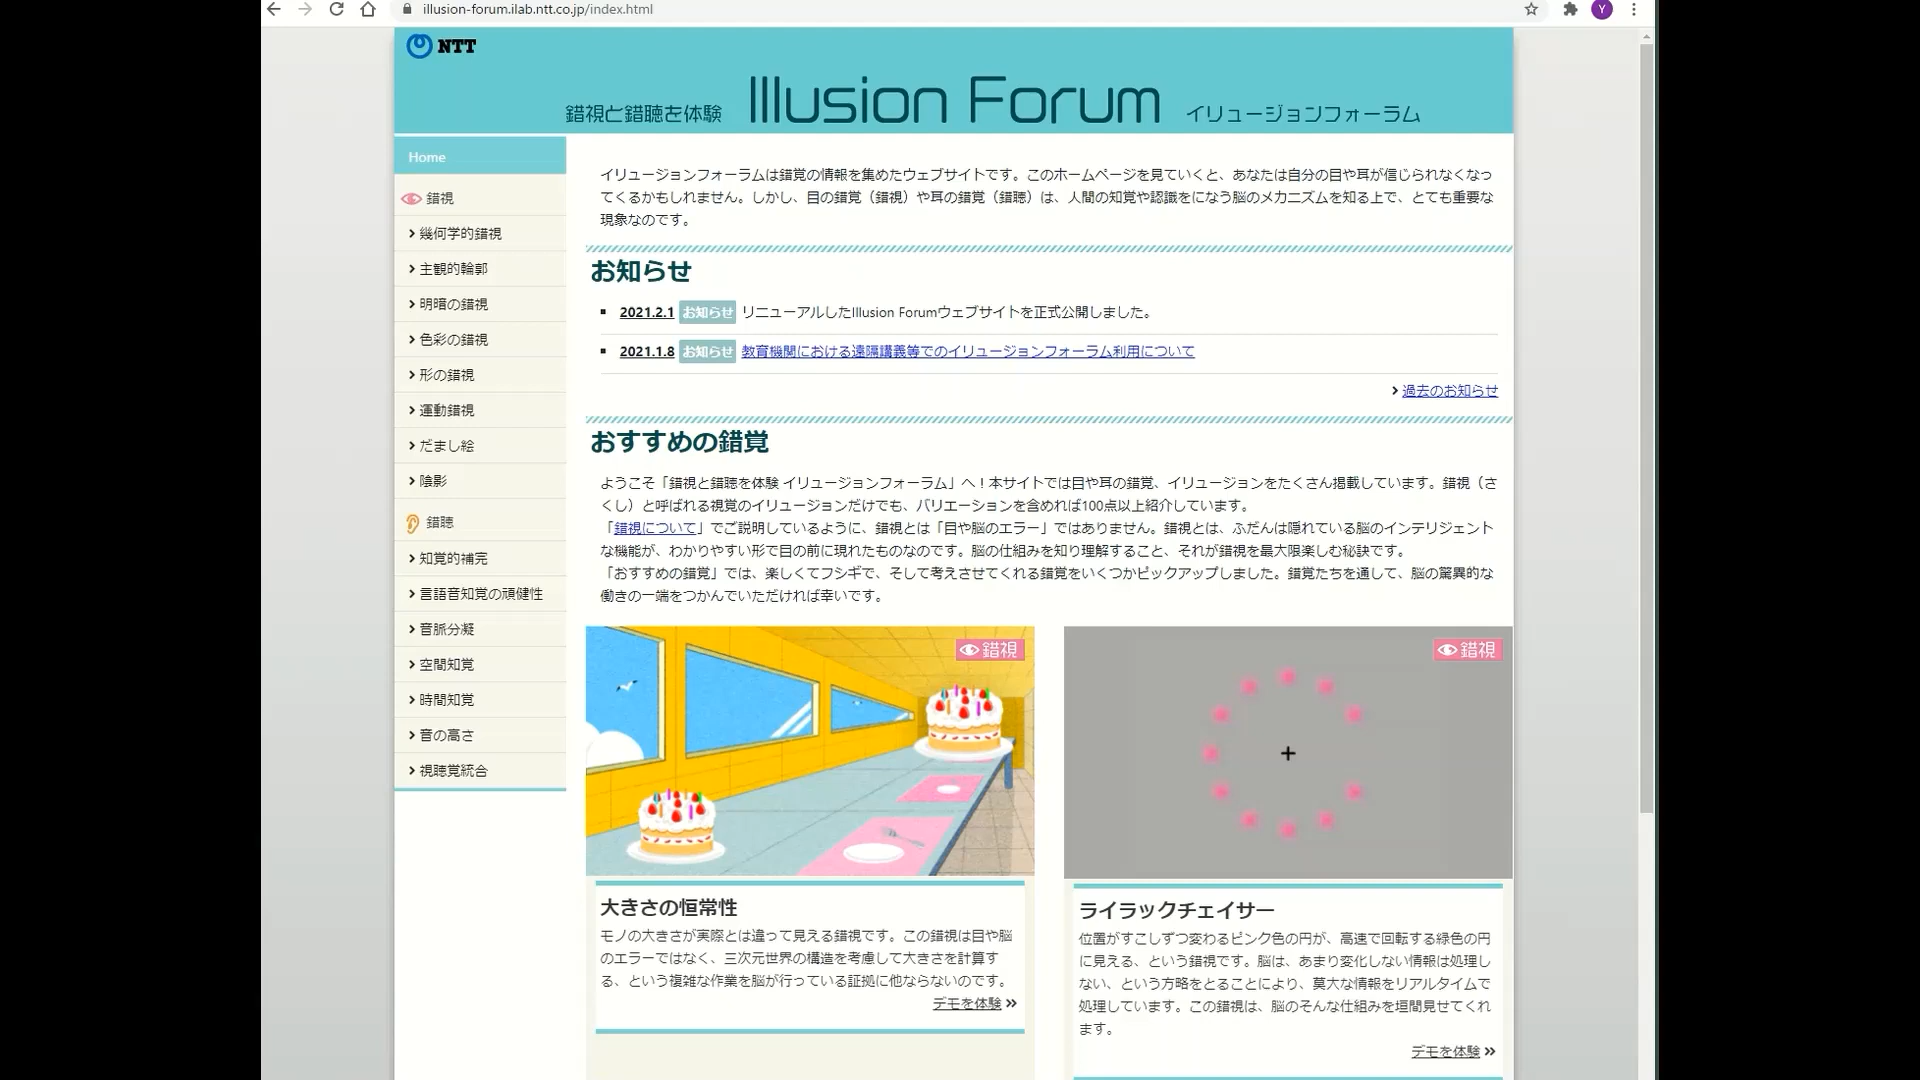 illusion-forum.ilab.ntt.co.jp/index.html
Y
NTT
錯視と錯聴を体験 Illusion Forum イリュージョンフォーラム
Home
錯視
幾何学的錯視
主観的輪郭
明暗の錯視
色彩の錯視
形の錯視
運動錯視
だまし絵
陰影
錯聴
知覚的補完
言語音知覚の頑健性
音脈分凝
空間知覚
時間知覚
音の高さ
視聴覚統合
イリュージョンフォーラムは錯覚の情報を集めたウェブサイトです。このホームページを見ていくと、あなたは自分の目や耳が信じられなくなっ
てくるかもしれません。しかし、目の錯覚（錯視）や耳の錯覚（錯聴）は、人間の知覚や認識をになう脳のメカニズムを知る上で、とても重要な
現象なのです。
お知らせ
2021.2.1 お知らせ リニューアルしたIllusion Forumウェブサイトを正式公開しました。
2021.1.8 お知らせ 教育機関における遠隔講義等でのイリュージョンフォーラム利用について
過去のお知らせ
おすすめの錯覚
ようこそ「錯視と錯聴を体験 イリュージョンフォーラム」へ！本サイトでは目や耳の錯覚、イリュージョンをたくさん掲載しています。錯視（さ
くし）と呼ばれる視覚のイリュージョンだけでも、バリエーションを含めれば100点以上紹介しています。
「錯視について」でご説明しているように、錯視とは「目や脳のエラー」ではありません。錯視とは、ふだんは隠れている脳のインテリジェント
な機能が、わかりやすい形で目の前に現れたものなのです。脳の仕組みを知り理解すること、それが錯視を最大限楽しむ秘訣です。
「おすすめの錯覚」では、楽しくてフシギで、そして考えさせてくれる錯覚をいくつかピックアップしました。錯覚たちを通して、脳の驚異的な
働きの一端をつかんでいただければ幸いです。
錯視
大きさの恒常性
モノの大きさが実際とは違って見える錯視です。この錯視は目や脳
のエラーではなく、三次元世界の構造を考慮して大きさを計算す
る、という複雑な作業を脳が行っている証拠に他ならないのです。
デモを体験
錯視
ライラックチェイサー
位置がすこしずつ変わるピンク色の円が、高速で回転する緑色の円
に見える、という錯視です。脳は、あまり変化しない情報は処理し
ない、という方略をとることにより、莫大な情報をリアルタイムで
処理しています。この錯視は、脳のそんな仕組みを垣間見せてくれ
ます。
デモを体験